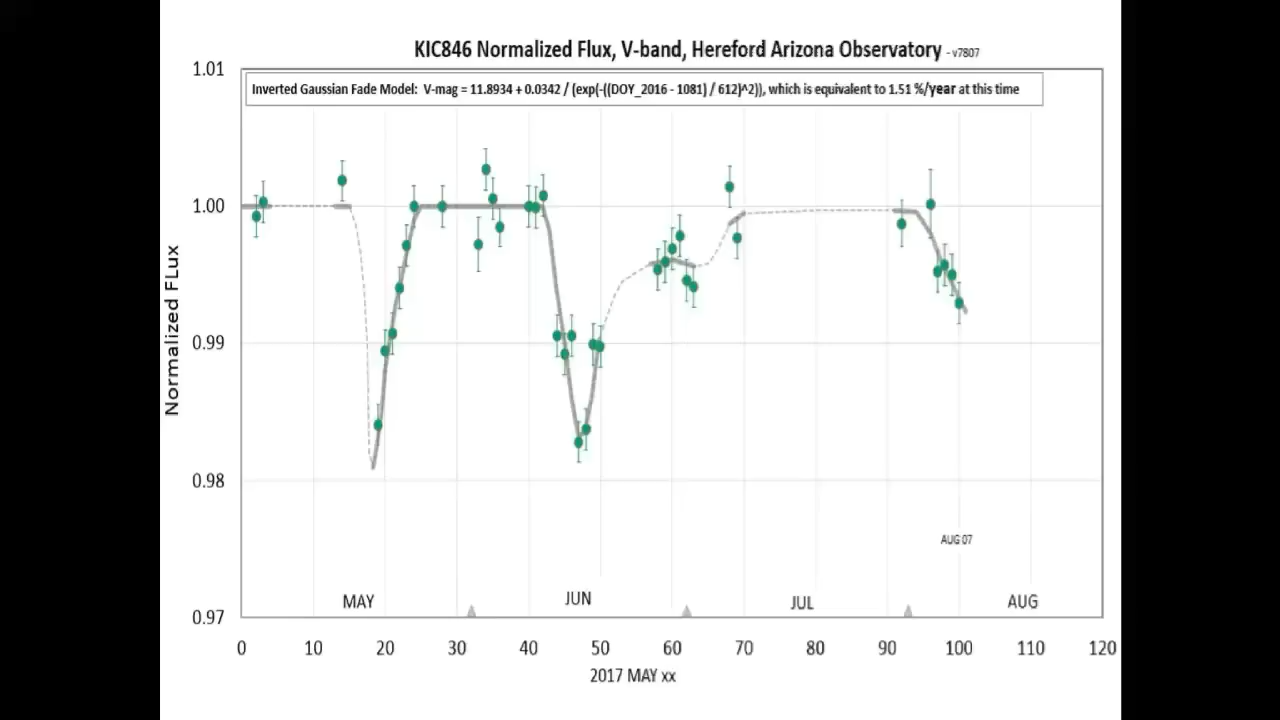 KIC846 Normalized Flux, V-band, Hereford Arizona Observatory - v7807
Inverted Gaussian Fade Model: V-mag = 11.8934 + 0.0342 / (exp(-((DOY_2016 - 1081) / 612)^2)), which is equivalent to 1.51 %/year at this time
1.01
1.00
0.99
0.98
0.97
Normalized FLux
AUG 07
MAY JUN JUL AUG
0 10 20 30 40 50 60 70 80 90 100 110 120
2017 MAY xx